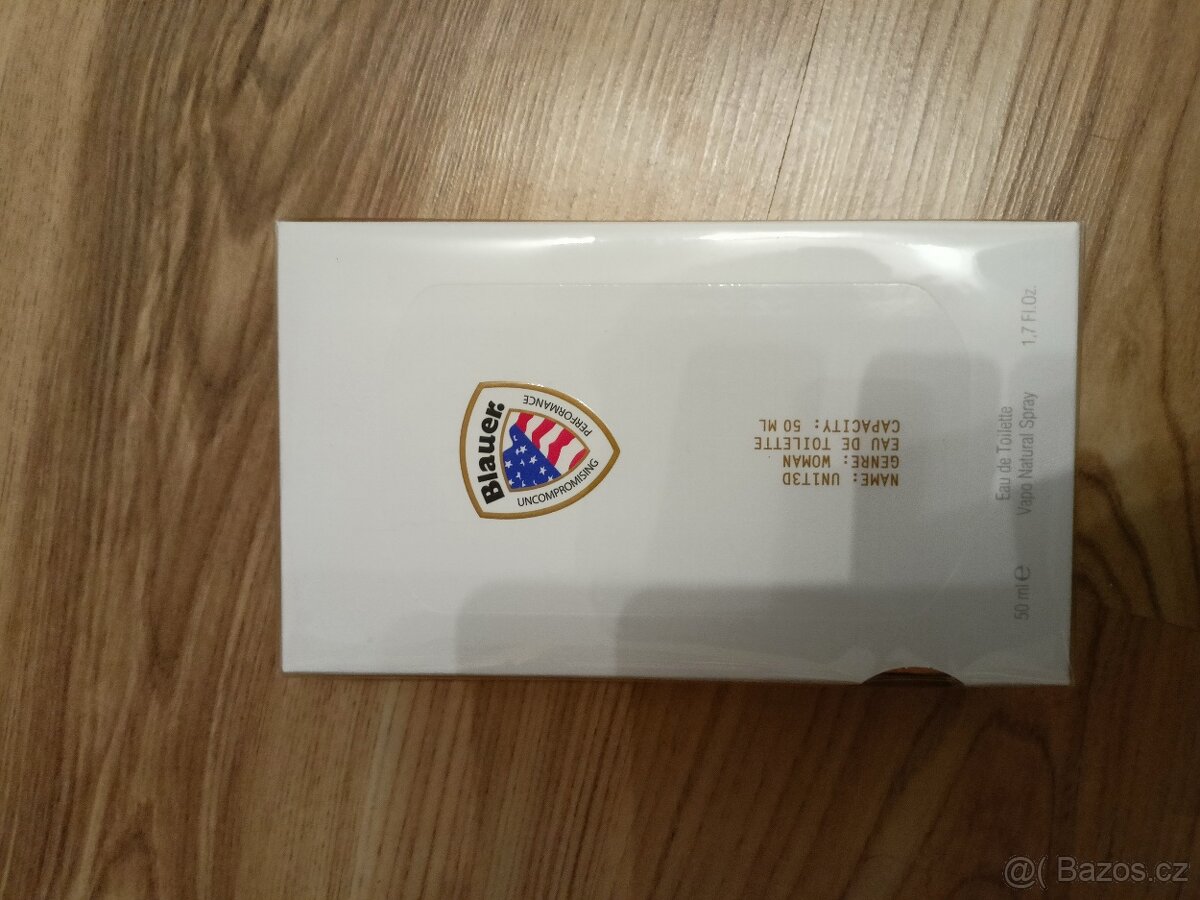 Blauer.
UNCOMPROMISING
PERFORMANCE
NAME: UN1T3D
GENRE: WOMAN
EAU DE TOILETTE
CAPACITY: 50 ML
Eau de Toilette
50 ml ℮ Vapo Natural Spray 1,7 Fl.Oz.
@( Bazos.cz